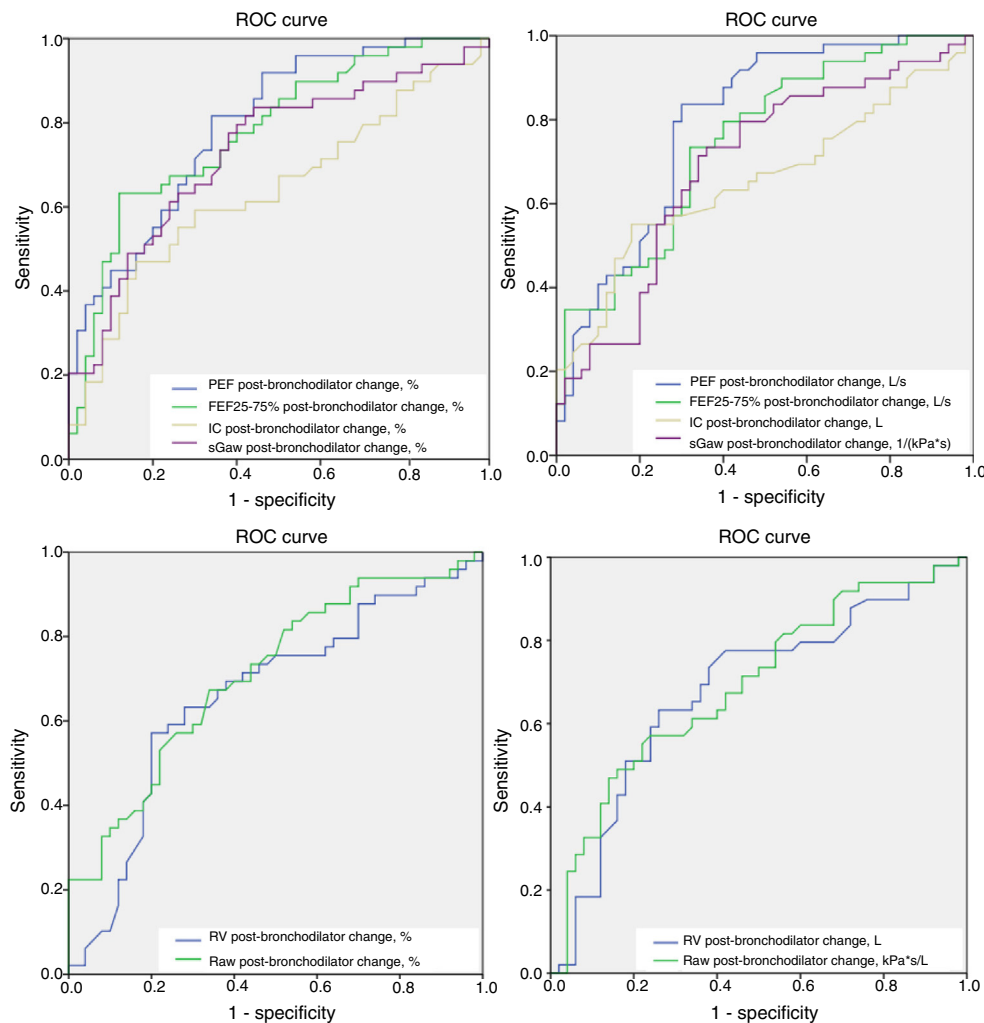 ROC curve
1.0
0.8
0.6
0.4
0.2
0.0
Sensitivity
PEF post-bronchodilator change, %
FEF25-75% post-bronchodilator change, %
IC post-bronchodilator change, %
sGaw post-bronchodilator change, %
0.0 0.2 0.4 0.6 0.8 1.0
1 - specificity
ROC curve
1.0
0.8
0.6
0.4
0.2
0.0
Sensitivity
PEF post-bronchodilator change, L/s
FEF25-75% post-bronchodilator change, L/s
IC post-bronchodilator change, L
sGaw post-bronchodilator change, 1/(kPa*s)
0.0 0.2 0.4 0.6 0.8 1.0
1 - specificity
ROC curve
1.0
0.8
0.6
0.4
0.2
0.0
Sensitivity
RV post-bronchodilator change, %
Raw post-bronchodilator change, %
0.0 0.2 0.4 0.6 0.8 1.0
1 - specificity
ROC curve
1.0
0.8
0.6
0.4
0.2
0.0
Sensitivity
RV post-bronchodilator change, L
Raw post-bronchodilator change, kPa*s/L
0.0 0.2 0.4 0.6 0.8 1.0
1 - specificity